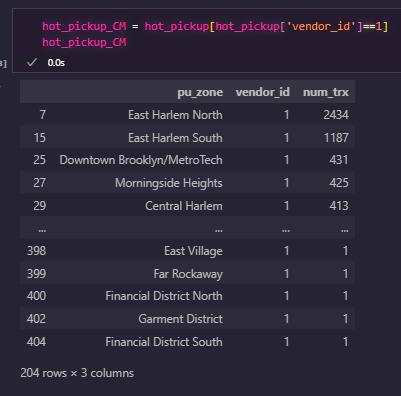 hot_pickup_CM = hot_pickup[hot_pickup['vendor_id']==1]
hot_pickup_CM
0.0s
pu_zone vendor_id num_trx
7 East Harlem North 1 2434
15 East Harlem South 1 1187
25 Downtown Brooklyn/MetroTech 1 431
27 Morningside Heights 1 425
29 Central Harlem 1 413
... ... ... ...
398 East Village 1 1
399 Far Rockaway 1 1
400 Financial District North 1 1
402 Garment District 1 1
404 Financial District South 1 1
204 rows × 3 columns